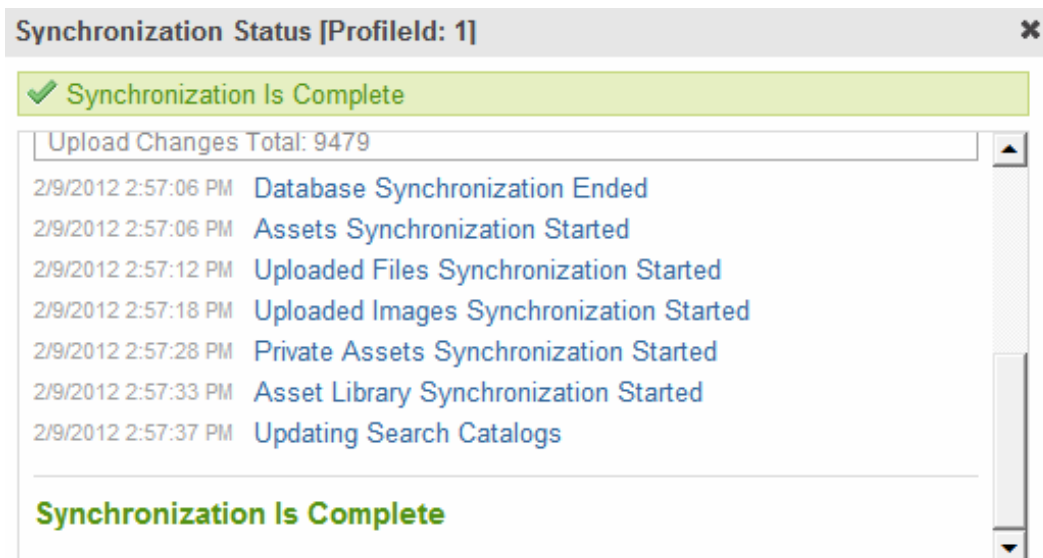 Synchronization Status [ProfileId: 1]
Synchronization Is Complete
Upload Changes Total: 9479
2/9/2012 2:57:06 PM Database Synchronization Ended
2/9/2012 2:57:06 PM Assets Synchronization Started
2/9/2012 2:57:12 PM Uploaded Files Synchronization Started
2/9/2012 2:57:18 PM Uploaded Images Synchronization Started
2/9/2012 2:57:28 PM Private Assets Synchronization Started
2/9/2012 2:57:33 PM Asset Library Synchronization Started
2/9/2012 2:57:37 PM Updating Search Catalogs
Synchronization Is Complete